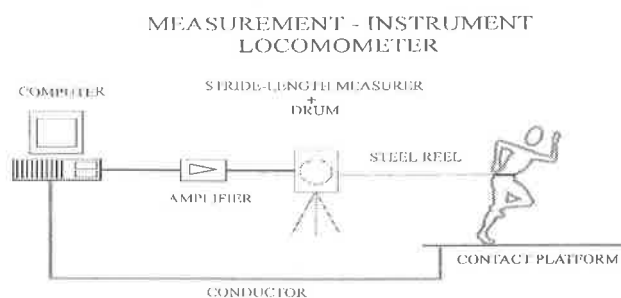 MEASUREMENT - INSTRUMENT
LOCOMOMETER
COMPUTER
STRIDE-LENGTH MEASURER
+
DRUM
STEEL REEL
AMPLIFIER
CONTACT PLATFORM
CONDUCTOR